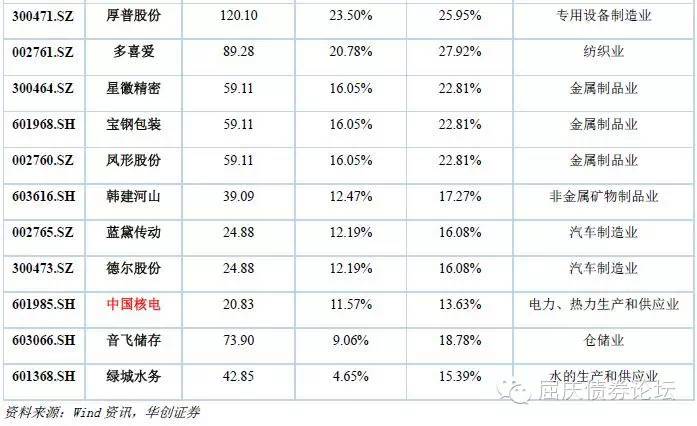 300471.SZ 厚普股份 120.10 23.50% 25.95% 专用设备制造业
002761.SZ 多喜爱 89.28 20.78% 27.92% 纺织业
300464.SZ 星徽精密 59.11 16.05% 22.81% 金属制品业
601968.SH 宝钢包装 59.11 16.05% 22.81% 金属制品业
002760.SZ 凤形股份 59.11 16.05% 22.81% 金属制品业
603616.SH 韩建河山 39.09 12.47% 17.27% 非金属矿物制品业
002765.SZ 蓝黛传动 24.88 12.19% 16.08% 汽车制造业
300473.SZ 德尔股份 24.88 12.19% 16.08% 汽车制造业
601985.SH 中国核电 20.83 11.57% 13.63% 电力、热力生产和供应业
603066.SH 音飞储存 73.90 9.06% 18.78% 仓储业
601368.SH 绿城水务 42.85 4.65% 15.39% 水的生产和供应业
屈庆债券论坛
资料来源：Wind 资讯，华创证券